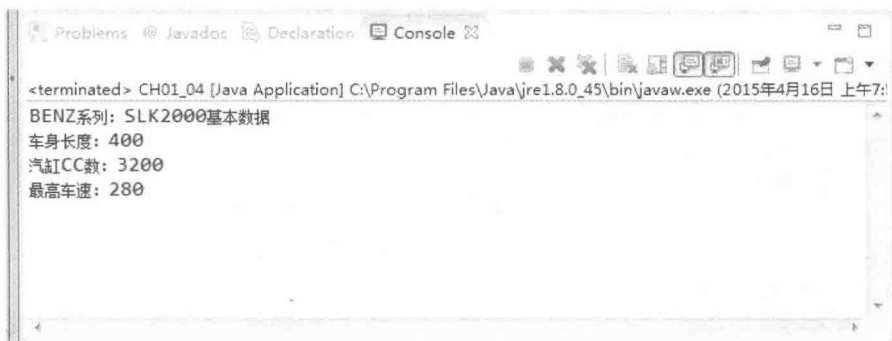 Problems @ Javadoc Declaration Console
<terminated> CH01_04 [Java Application] C:\Program Files\Java\jre1.8.0_45\bin\javaw.exe (2015年4月16日 上午7:
BENZ系列: SLK2000基本数据
车身长度: 400
汽缸CC数: 3200
最高车速: 280